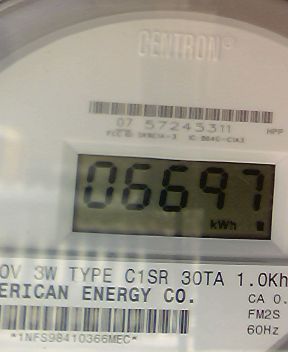 CENTRON®
07 57245311
HPP
06697
kWh
0V 3W TYPE C1SR 30TA 1.0Kh
ERICAN ENERGY CO.
CA 0.
FM2S
60Hz
*1NFS98410366MEC*